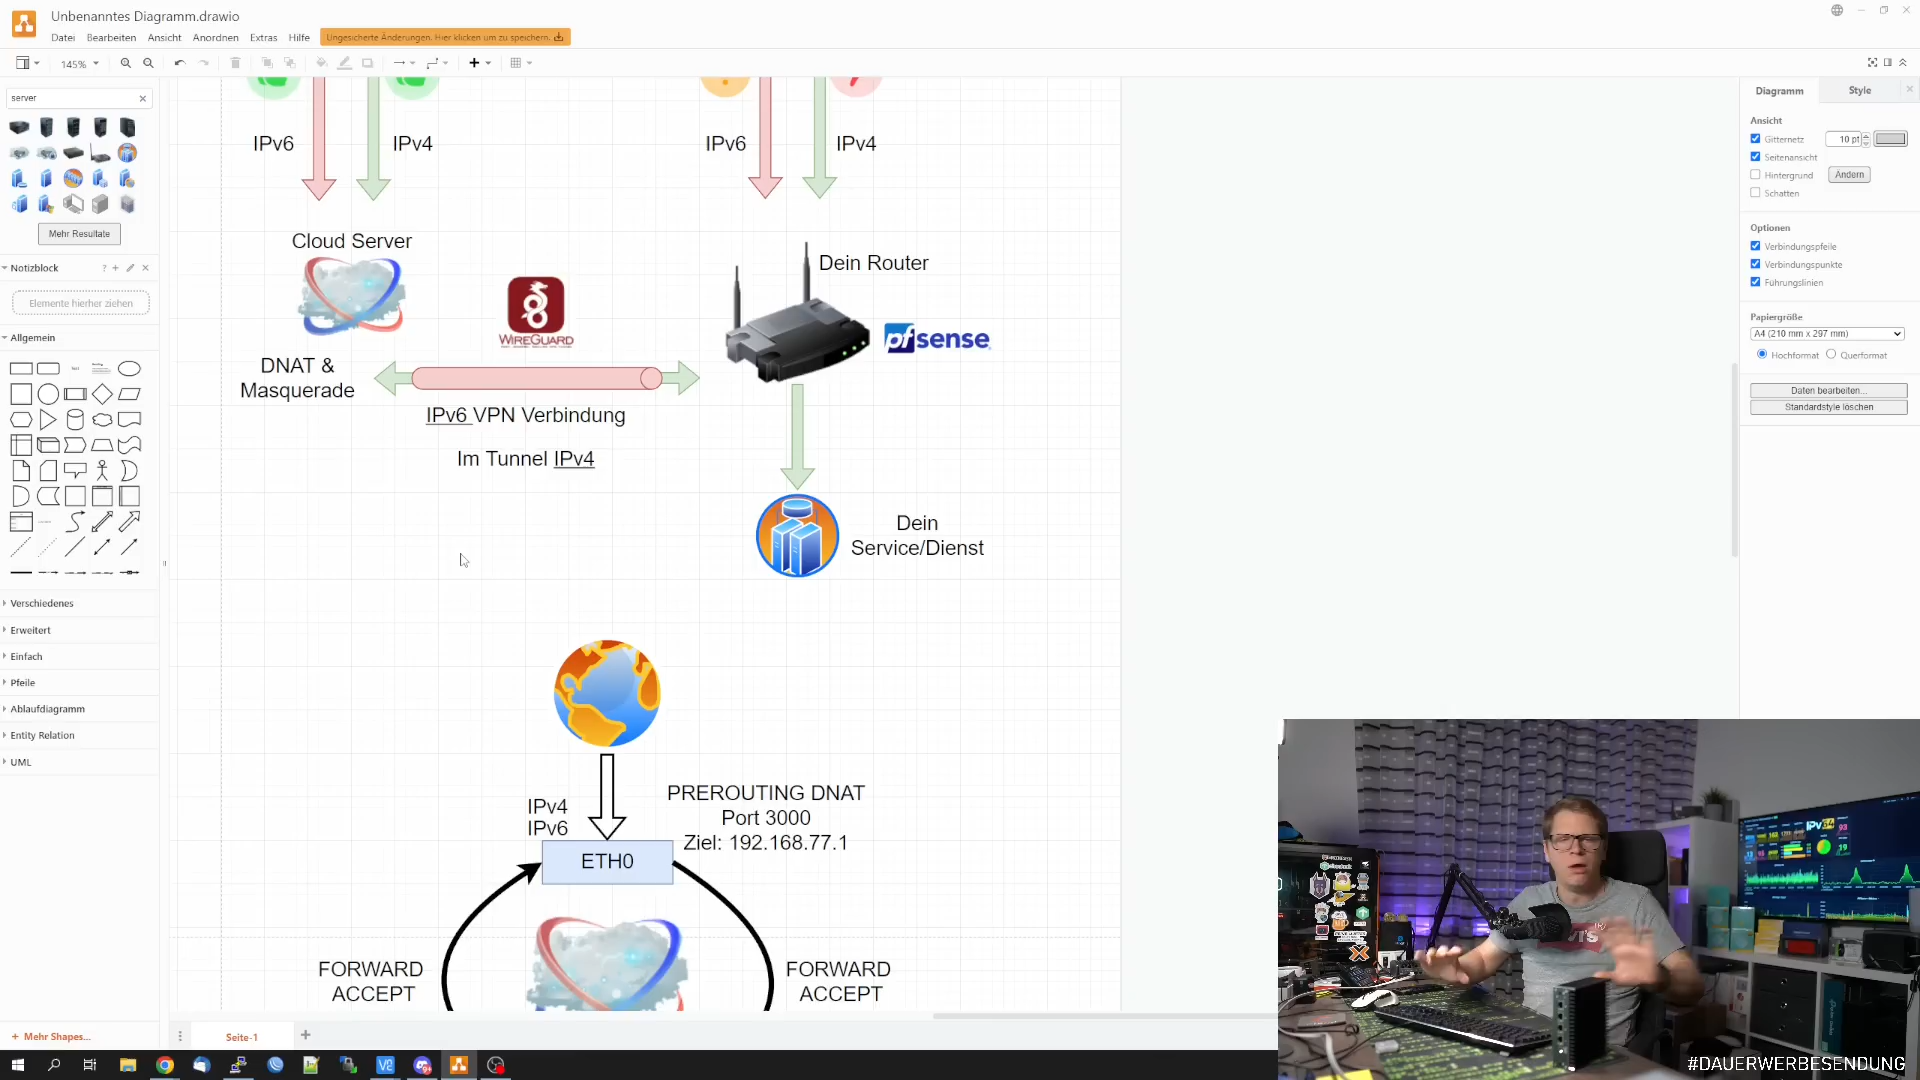 Unbenanntes Diagramm.drawio
Datei Bearbeiten Ansicht Anordnen Extras Hilfe
Ungesicherte Änderungen. Hier klicken um zu speichern.
145%
server
Mehr Resultate
Notizblock
?
Elemente hierher ziehen
Allgemein
Text
Verschiedenes
Erweitert
Einfach
Pfeile
Ablaufdiagramm
Entity Relation
UML
+ Mehr Shapes...
IPv6
IPv4
IPv6
IPv4
Cloud Server
Dein Router
WIREGUARD
pfsense
DNAT &
Masquerade
IPv6 VPN Verbindung
Im Tunnel IPv4
Dein
Service/Dienst
IPv4
IPv6
PREROUTING DNAT
Port 3000
Ziel: 192.168.77.1
ETH0
FORWARD
ACCEPT
FORWARD
ACCEPT
Seite-1
Diagramm
Style
Ansicht
Gitternetz
10 pt
Seitenansicht
Hintergrund
Ändern
Schatten
Optionen
Verbindungspfeile
Verbindungspunkte
Führungslinien
Papiergröße
A4 (210 mm x 297 mm)
Hochformat
Querformat
Daten bearbeiten...
Standardstyle löschen
IPv64
#DAUERWERBESENDUNG